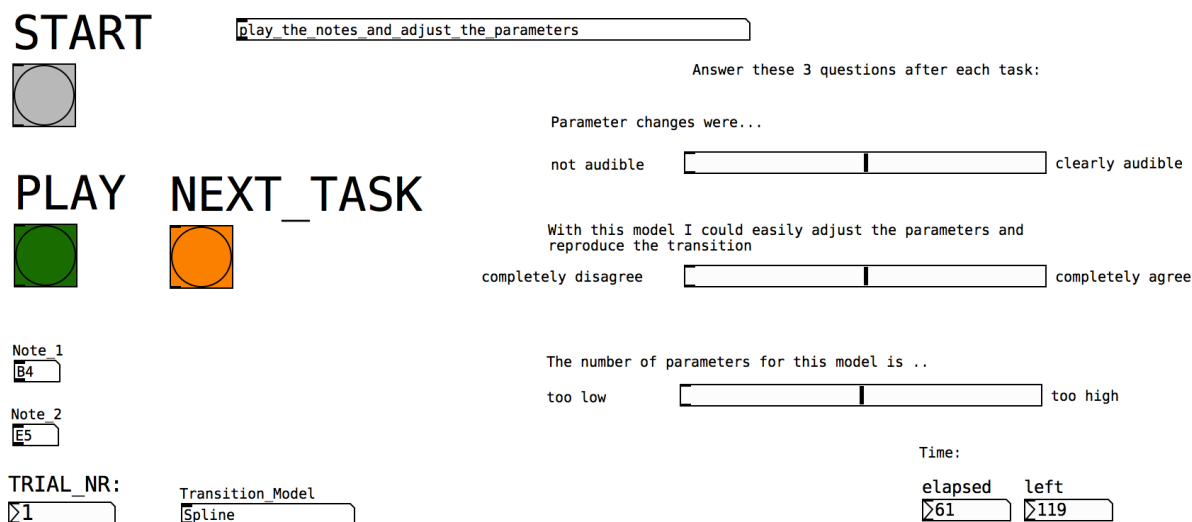 START
play_the_notes_and_adjust_the_parameters
Answer these 3 questions after each task:
Parameter changes were...
not audible
clearly audible
PLAY
NEXT_TASK
With this model I could easily adjust the parameters and
reproduce the transition
completely disagree
completely agree
Note_1
B4
The number of parameters for this model is ..
too low
too high
Note_2
E5
Time:
TRIAL_NR:
1
Transition_Model
Spline
elapsed
61
left
119